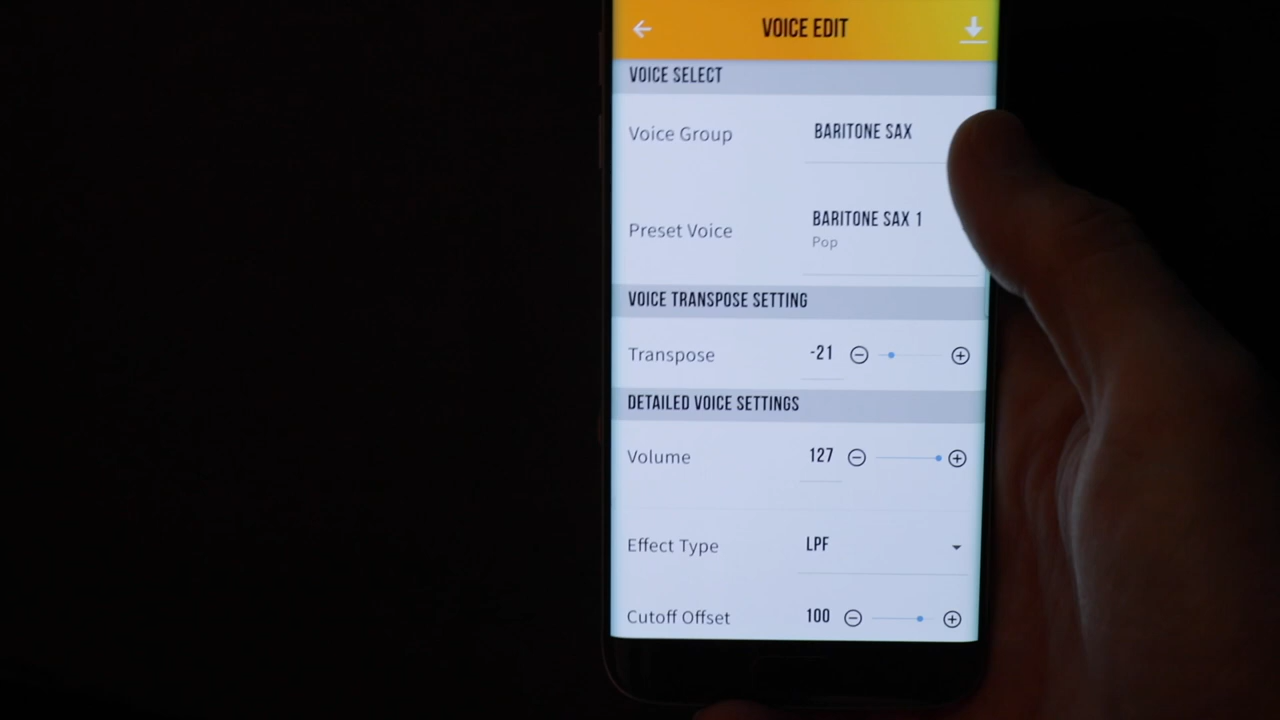 VOICE EDIT
VOICE SELECT
Voice Group BARITONE SAX
Preset Voice BARITONE SAX 1
Pop
VOICE TRANSPOSE SETTING
Transpose -21
DETAILED VOICE SETTINGS
Volume 127
Effect Type LPF
Cutoff Offset 100